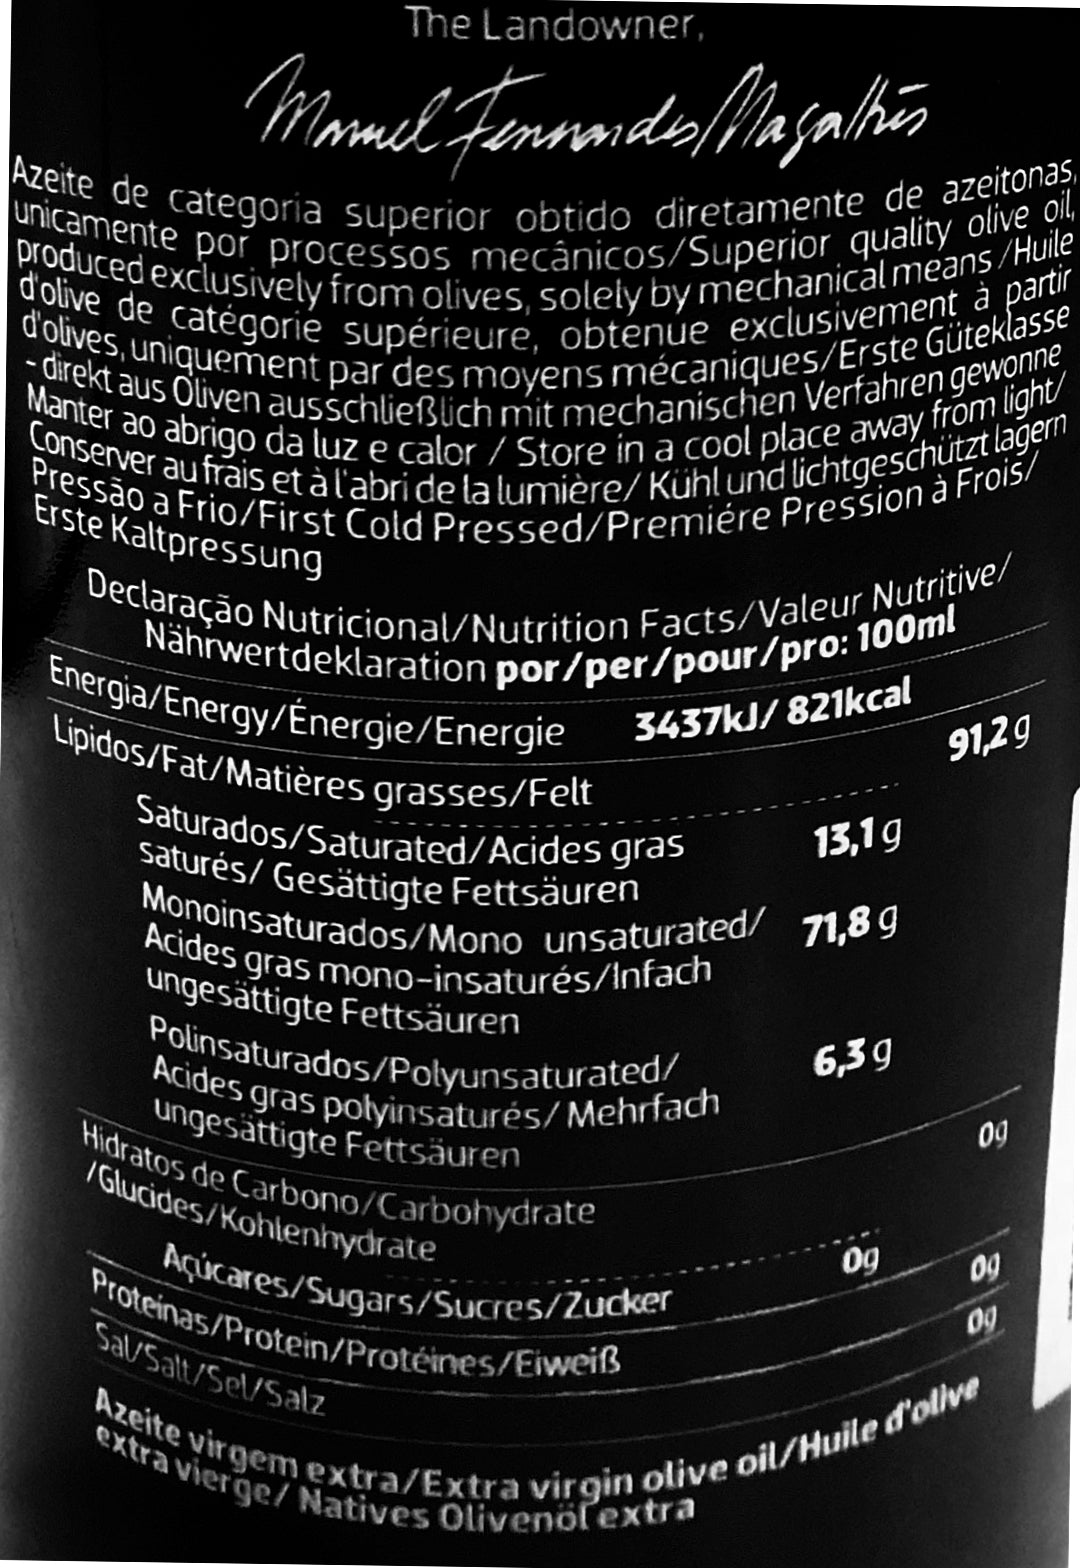 The Landowner,
Manuel Fernandes Magalhães
Azeite de categoria superior obtido diretamente de azeitonas,
unicamente por processos mecânicos/Superior quality olive oil,
produced exclusively from olives, solely by mechanical means /Huile
d'olive de catégorie supérieure, obtenue exclusivement à partir
d'olives, uniquement par des moyens mécaniques/Erste Güteklasse
- direkt aus Oliven ausschließlich mit mechanischen Verfahren gewonne
Manter ao abrigo da luz e calor / Store in a cool place away from light/
Conserver au frais et à l'abri de la lumière/ Kühl und lichtgeschützt lagern
Pressão a Frio/First Cold Pressed/Premiére Pression à Frois/
Erste Kaltpressung
Declaração Nutricional/Nutrition Facts/Valeur Nutritive/
Nährwertdeklaration por/per/pour/pro: 100ml
Energia/Energy/Énergie/Energie 3437kJ/ 821kcal
Lípidos/Fat/Matières grasses/Felt 91,2 g
Saturados/Saturated/Acides gras 13,1 g
saturés/ Gesättigte Fettsäuren
Monoinsaturados/Mono unsaturated/ 71,8 g
Acides gras mono-insaturés/Infach
ungesättigte Fettsäuren
Polinsaturados/Polyunsaturated/ 6,3 g
Acides gras polyinsaturés/ Mehrfach
ungesättigte Fettsäuren
Hidratos de Carbono/Carbohydrate 0g
/Glucides/Kohlenhydrate
Açúcares/Sugars/Sucres/Zucker 0g
Proteínas/Protein/Protéines/Eiweiß 0g
Sal/Salt/Sel/Salz 0g
Azeite virgem extra/Extra virgin olive oil/Huile d'olive
extra vierge/ Natives Olivenöl extra